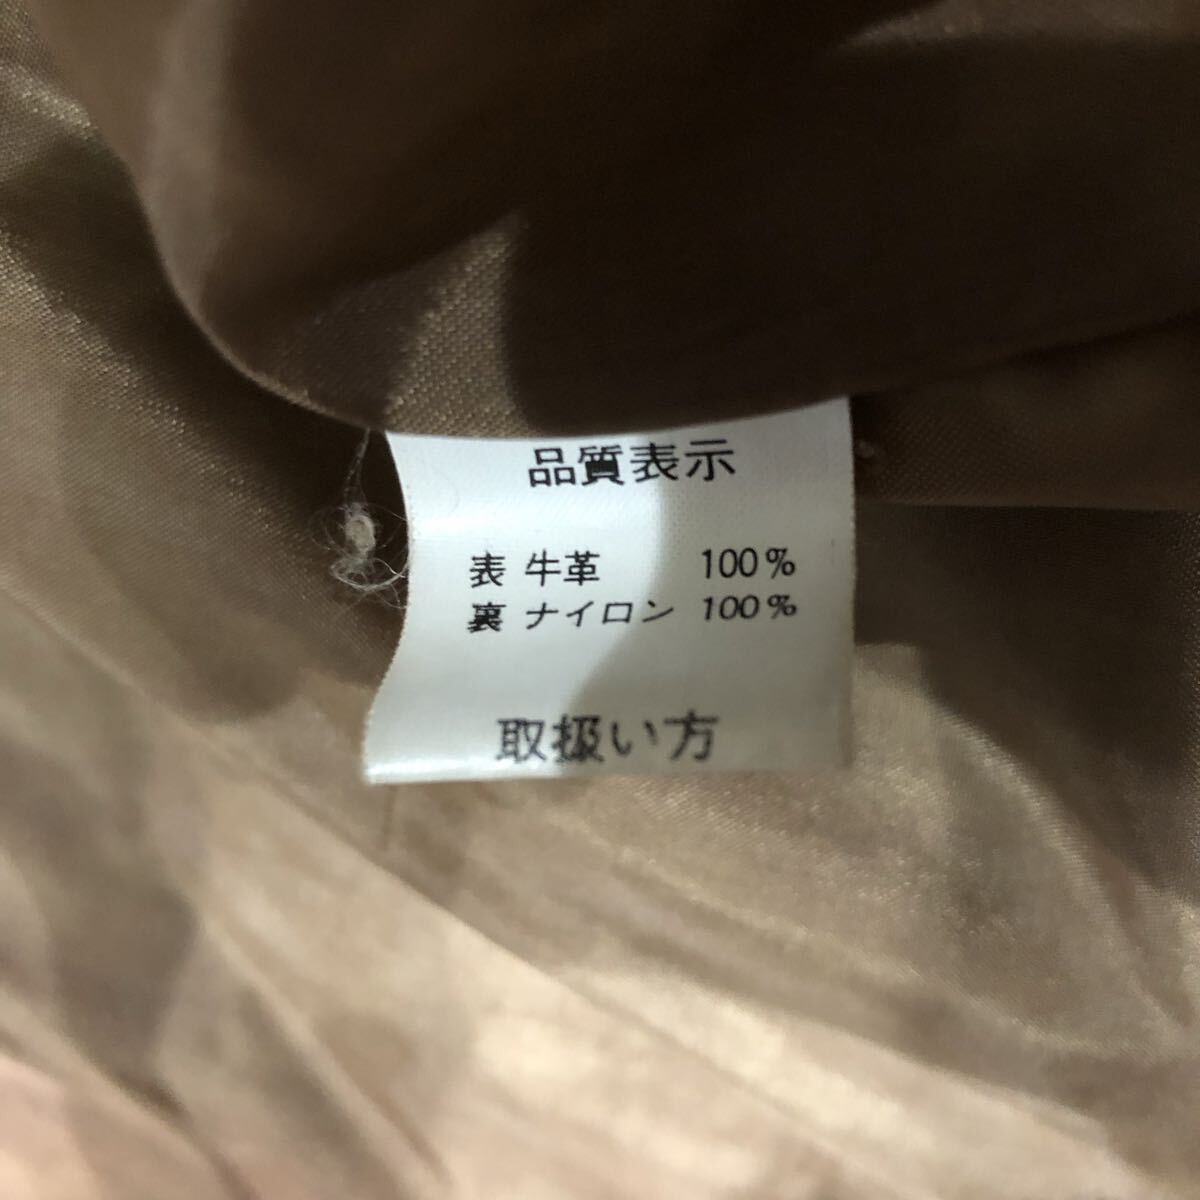 品質表示
表 牛革 100%
裏 ナイロン 100%
取扱い方